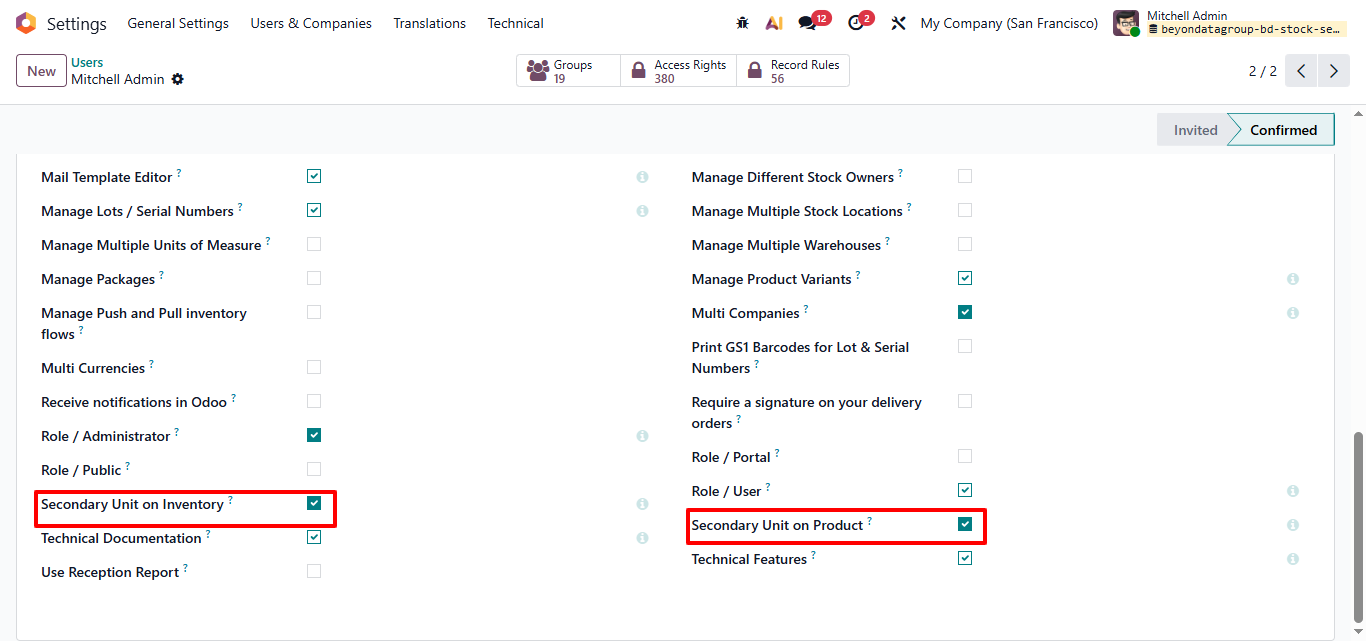 Settings General Settings Users & Companies Translations Technical AI 12 2 My Company (San Francisco) Mitchell Admin
beyondatagroup-bd-stock-se...
New Users
Mitchell Admin
Groups
19
Access Rights
380
Record Rules
56
2 / 2
Invited Confirmed
Mail Template Editor ?
Manage Lots / Serial Numbers ?
Manage Multiple Units of Measure ?
Manage Packages ?
Manage Push and Pull inventory
flows ?
Multi Currencies ?
Receive notifications in Odoo ?
Role / Administrator ?
Role / Public ?
Secondary Unit on Inventory ?
Technical Documentation ?
Use Reception Report ?
Manage Different Stock Owners ?
Manage Multiple Stock Locations ?
Manage Multiple Warehouses ?
Manage Product Variants ?
Multi Companies ?
Print GS1 Barcodes for Lot & Serial
Numbers ?
Require a signature on your delivery
orders ?
Role / Portal ?
Role / User ?
Secondary Unit on Product ?
Technical Features ?